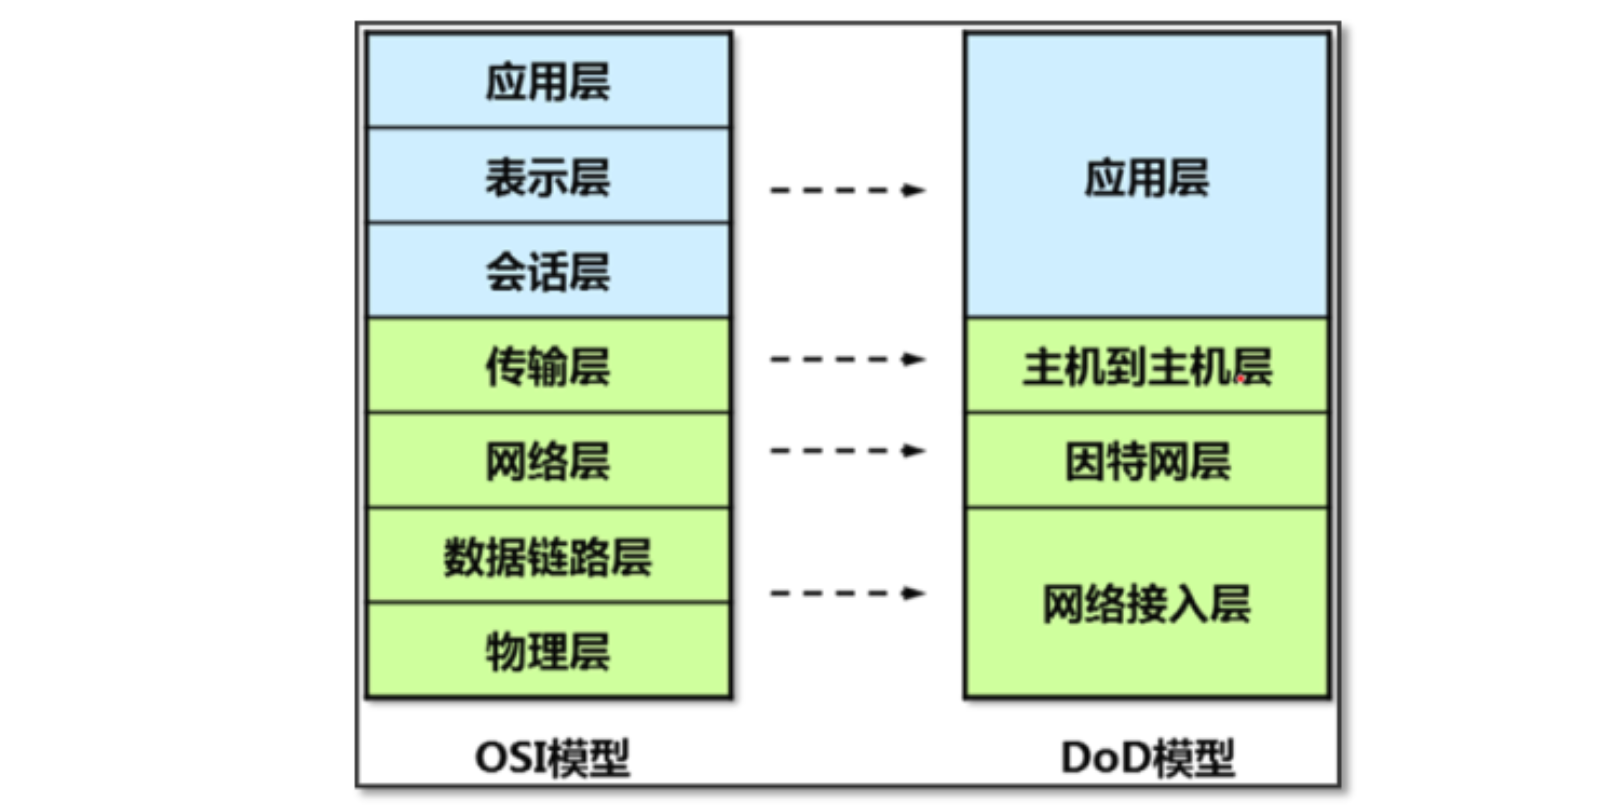 应用层
表示层
会话层
传输层
网络层
数据链路层
物理层
OSI模型
应用层
主机到主机层
因特网层
网络接入层
DoD模型